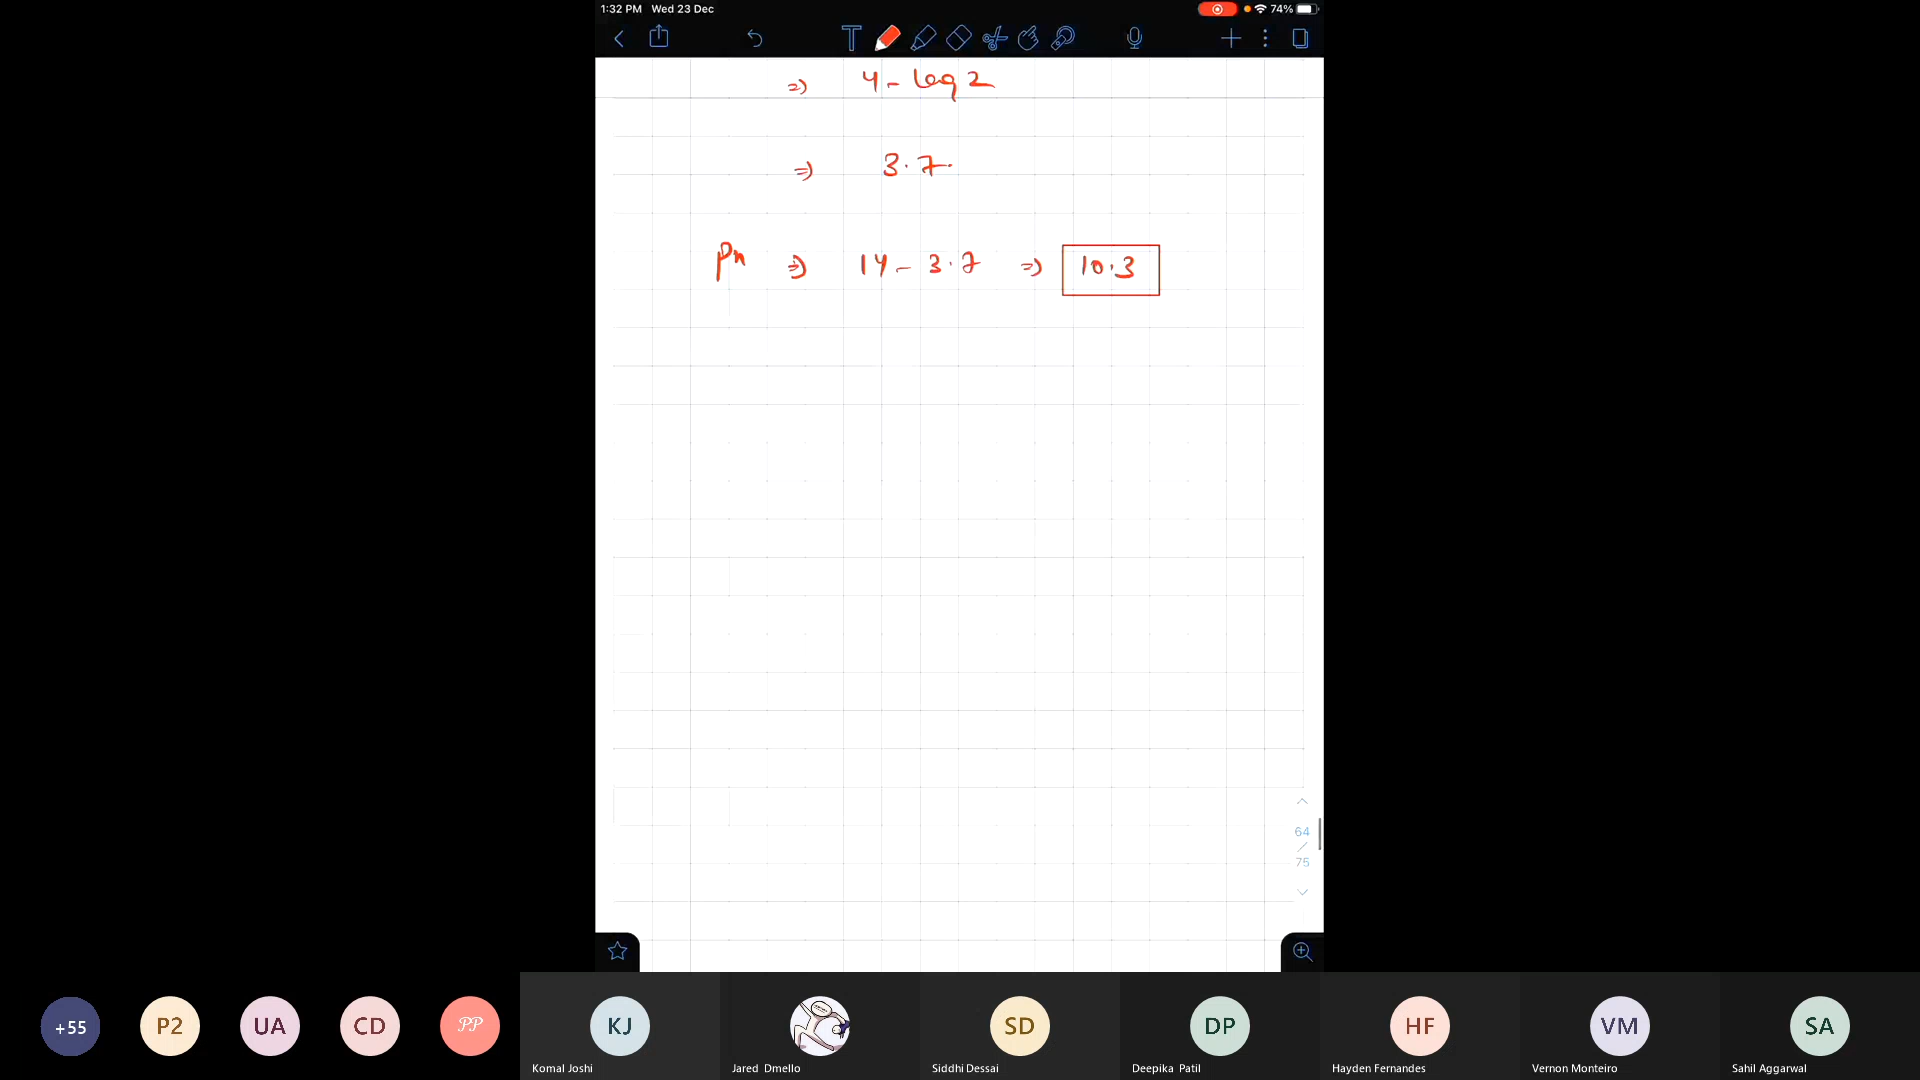 1:32 PM Wed 23 Dec
74%
=) 4 - log 2
=) 3.7
PH =) 14 - 3.7 =) 10.3
64
/
75
+55
P2
UA
CD
PP
KJ
SD
DP
HF
VM
SA
Komal Joshi
Jared Dmello
Siddhi Dessai
Deepika Patil
Hayden Fernandes
Vernon Monteiro
Sahil Aggarwal